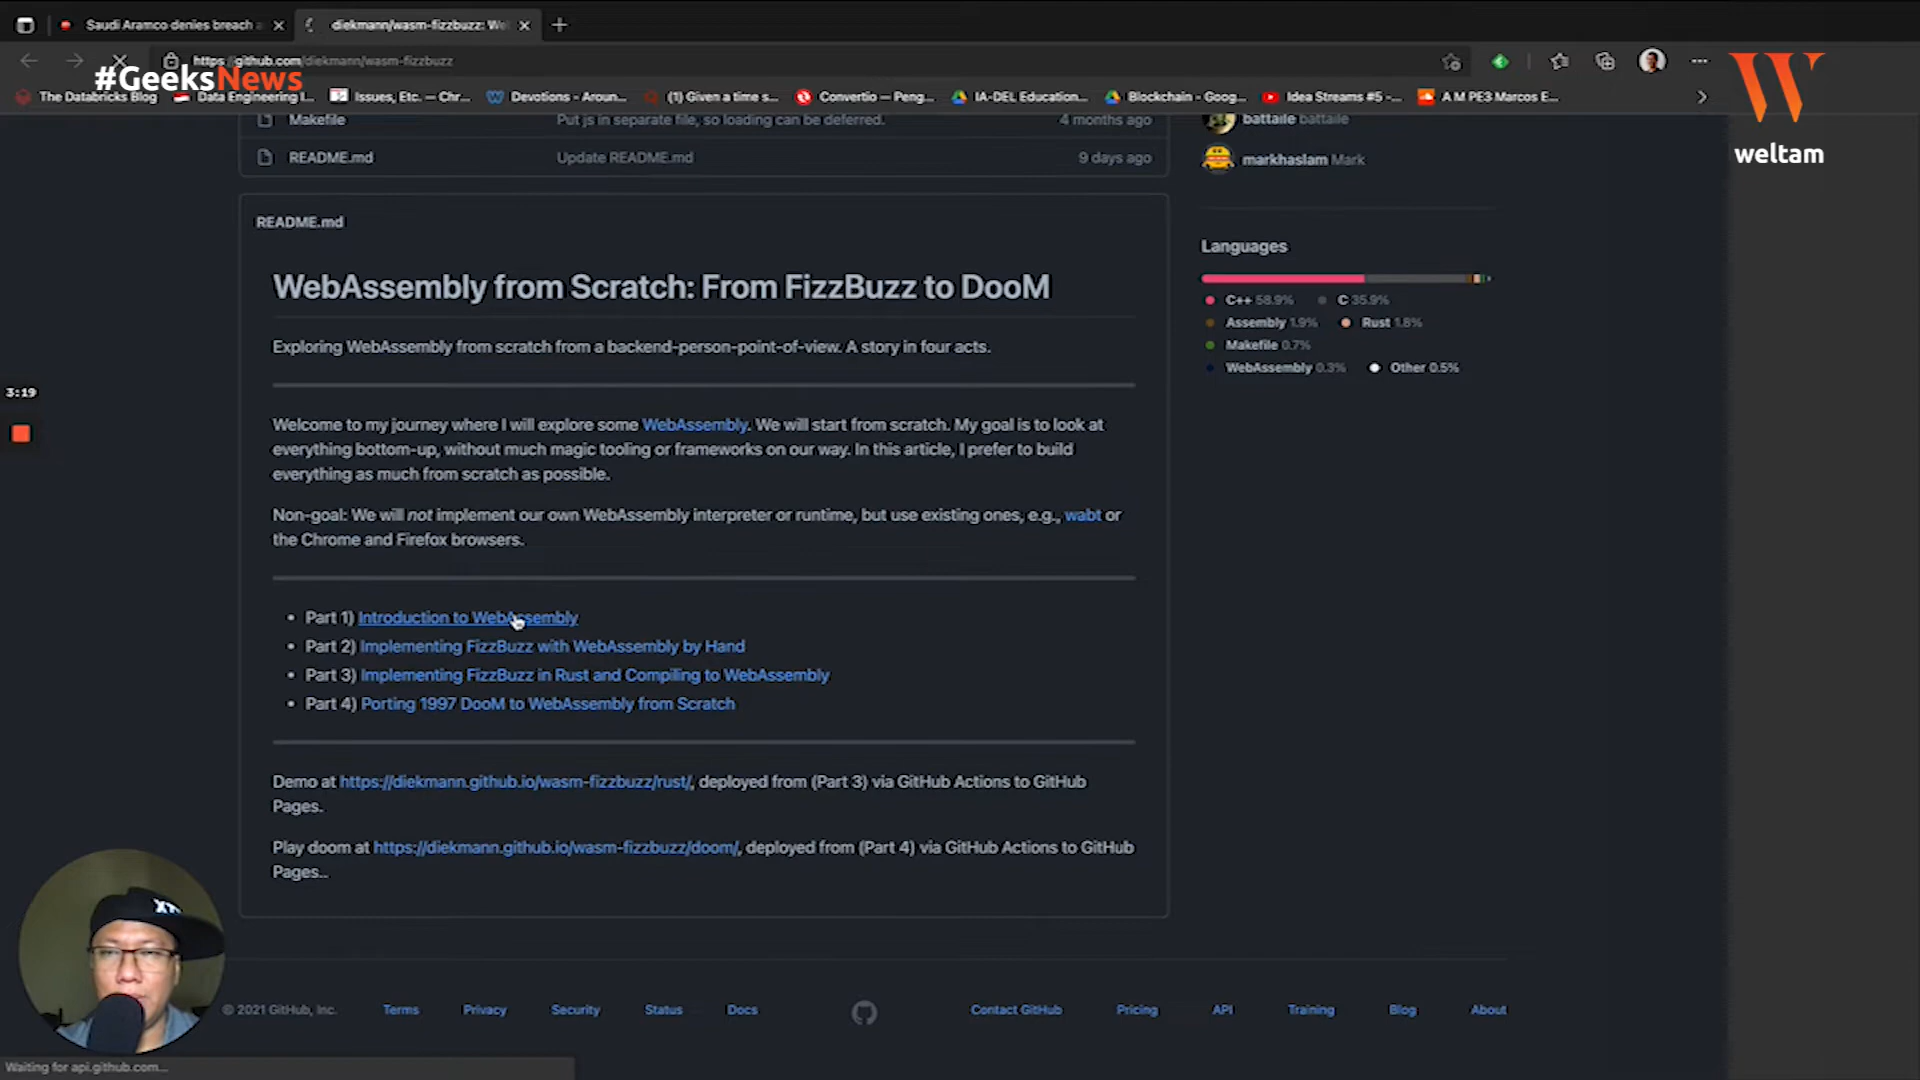 Saudi Aramco denies breach a
diekmann/wasm-fizzbuzz: We
https://github.com/diekmann/wasm-fizzbuzz
#GeeksNews
The Databricks Blog
Data Engineering I...
Issues, Etc. — Chr...
Devotions – Aroun...
(1) Given a time s...
Convertio — Peng...
IA-DEL Education...
Blockchain - Goog...
Idea Streams #5 -...
A M PE3 Marcos E...
weltam
Makefile
Put js in separate file, so loading can be deferred.
4 months ago
battaile battaile
README.md
Update README.md
9 days ago
markhaslam Mark
README.md
WebAssembly from Scratch: From FizzBuzz to DooM
Exploring WebAssembly from scratch from a backend-person-point-of-view. A story in four acts.
Welcome to my journey where I will explore some WebAssembly. We will start from scratch. My goal is to look at
everything bottom-up, without much magic tooling or frameworks on our way. In this article, I prefer to build
everything as much from scratch as possible.
Non-goal: We will not implement our own WebAssembly interpreter or runtime, but use existing ones, e.g., wabt or
the Chrome and Firefox browsers.
• Part 1) Introduction to WebAssembly
• Part 2) Implementing FizzBuzz with WebAssembly by Hand
• Part 3) Implementing FizzBuzz in Rust and Compiling to WebAssembly
• Part 4) Porting 1997 DooM to WebAssembly from Scratch
Demo at https://diekmann.github.io/wasm-fizzbuzz/rust/, deployed from (Part 3) via GitHub Actions to GitHub
Pages.
Play doom at https://diekmann.github.io/wasm-fizzbuzz/doom/, deployed from (Part 4) via GitHub Actions to GitHub
Pages..
Languages
C++ 58.9% C 35.9%
Assembly 1.9% Rust 1.8%
Makefile 0.7%
WebAssembly 0.3% Other 0.5%
3:19
© 2021 GitHub, Inc.
Terms
Privacy
Security
Status
Docs
Contact GitHub
Pricing
API
Training
Blog
About
Waiting for api.github.com...